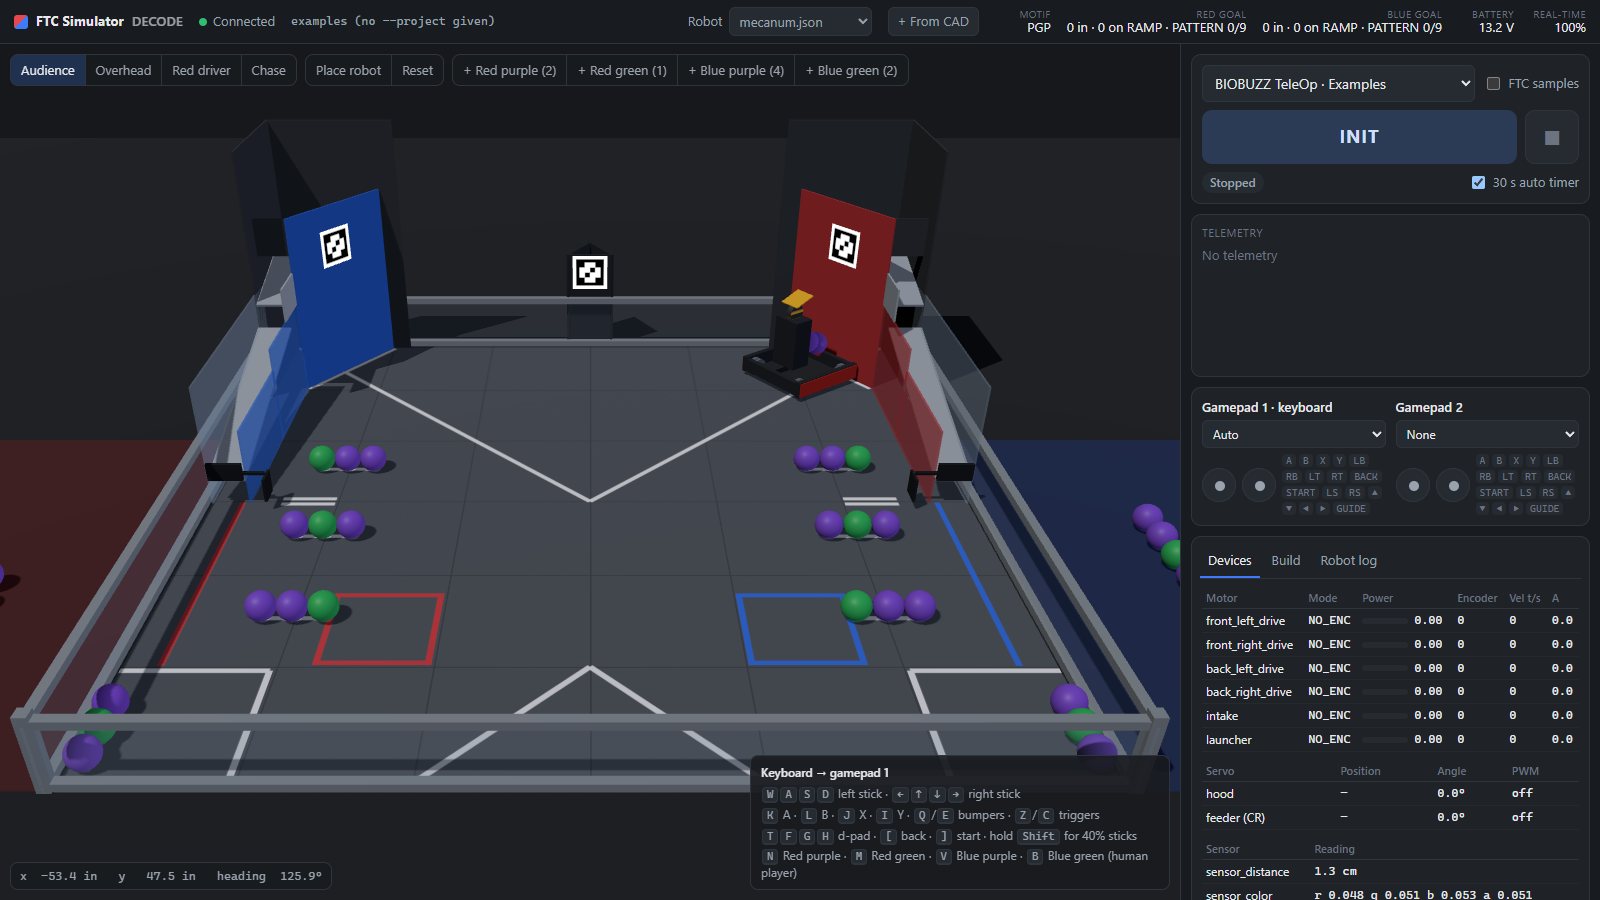 FTC Simulator DECODE Connected examples (no --project given) Robot mecanum.json + From CAD
MOTIF RED GOAL BLUE GOAL BATTERY REAL-TIME
PGP 0 in · 0 on RAMP · PATTERN 0/9 0 in · 0 on RAMP · PATTERN 0/9 13.2 V 100%
Audience Overhead Red driver Chase Place robot Reset + Red purple (2) + Red green (1) + Blue purple (4) + Blue green (2)
BIOBUZZ TeleOp · Examples FTC samples
INIT
Stopped 30 s auto timer
TELEMETRY
No telemetry
Gamepad 1 · keyboard Gamepad 2
Auto None
A B X Y LB A B X Y LB
RB LT RT BACK RB LT RT BACK
START LS RS ▲ START LS RS ▲
▼ ◄ ► GUIDE ▼ ◄ ► GUIDE
Devices Build Robot log
Motor Mode Power Encoder Vel t/s A
front_left_drive NO_ENC 0.00 0 0 0.0
front_right_drive NO_ENC 0.00 0 0 0.0
back_left_drive NO_ENC 0.00 0 0 0.0
back_right_drive NO_ENC 0.00 0 0 0.0
intake NO_ENC 0.00 0 0 0.0
launcher NO_ENC 0.00 0 0 0.0
Servo Position Angle PWM
hood – 0.0° off
feeder (CR) – 0.0° off
Sensor Reading
sensor_distance 1.3 cm
sensor_color r 0.048 g 0.051 b 0.053 a 0.051
Keyboard → gamepad 1
W A S D left stick · ← ↑ ↓ → right stick
K A · L B · J X · I Y · Q/E bumpers · Z/C triggers
T F G H d-pad · [ back · ] start · hold Shift for 40% sticks
N Red purple · M Red green · V Blue purple · B Blue green (human
player)
x −53.4 in y 47.5 in heading 125.9°